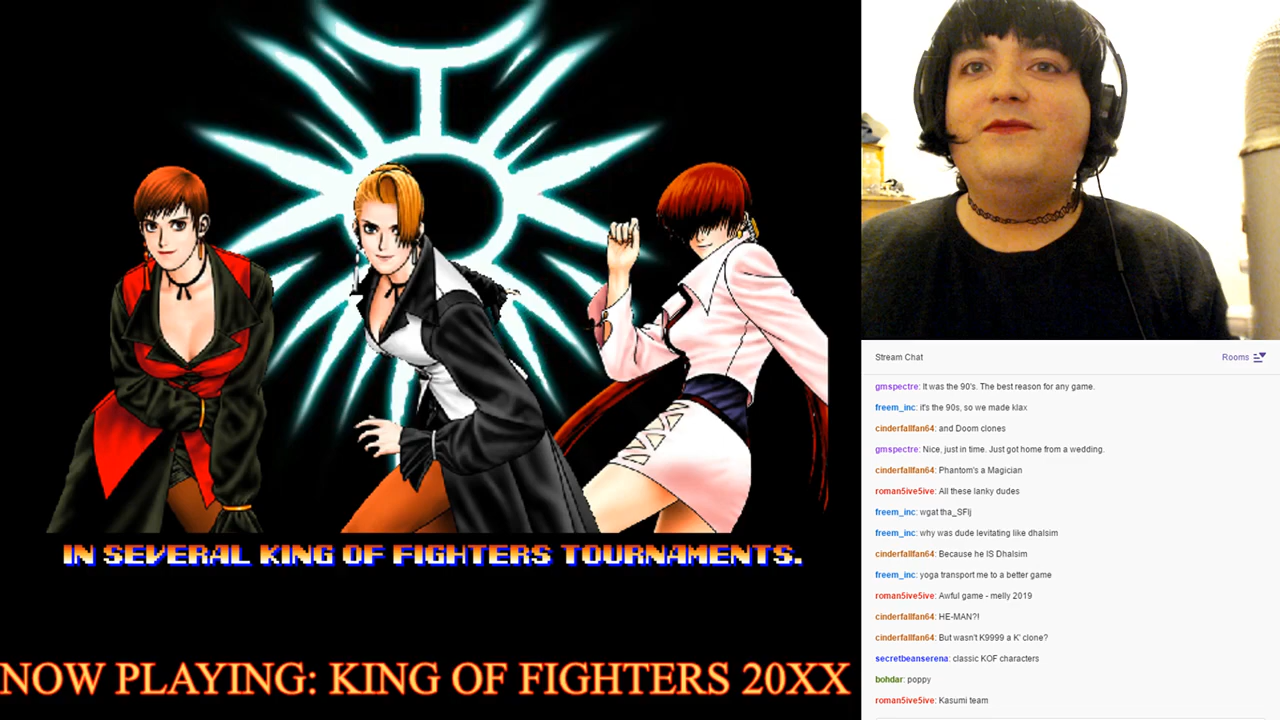 IN SEVERAL KING OF FIGHTERS TOURNAMENTS.
NOW PLAYING: KING OF FIGHTERS 20XX
Stream Chat
Rooms
gmspectre: It was the 90's. The best reason for any game.
freem_inc: it's the 90s, so we made klax
cinderfallfan64: and Doom clones
gmspectre: Nice, just in time. Just got home from a wedding.
cinderfallfan64: Phantom's a Magician
roman5ive5ive: All these lanky dudes
freem_inc: wgat tha_SFlj
freem_inc: why was dude levitating like dhalsim
cinderfallfan64: Because he IS Dhalsim
freem_inc: yoga transport me to a better game
roman5ive5ive: Awful game - melly 2019
cinderfallfan64: HE-MAN?!
cinderfallfan64: But wasn't K9999 a K' clone?
secretbeanserena: classic KOF characters
bohdar: poppy
roman5ive5ive: Kasumi team